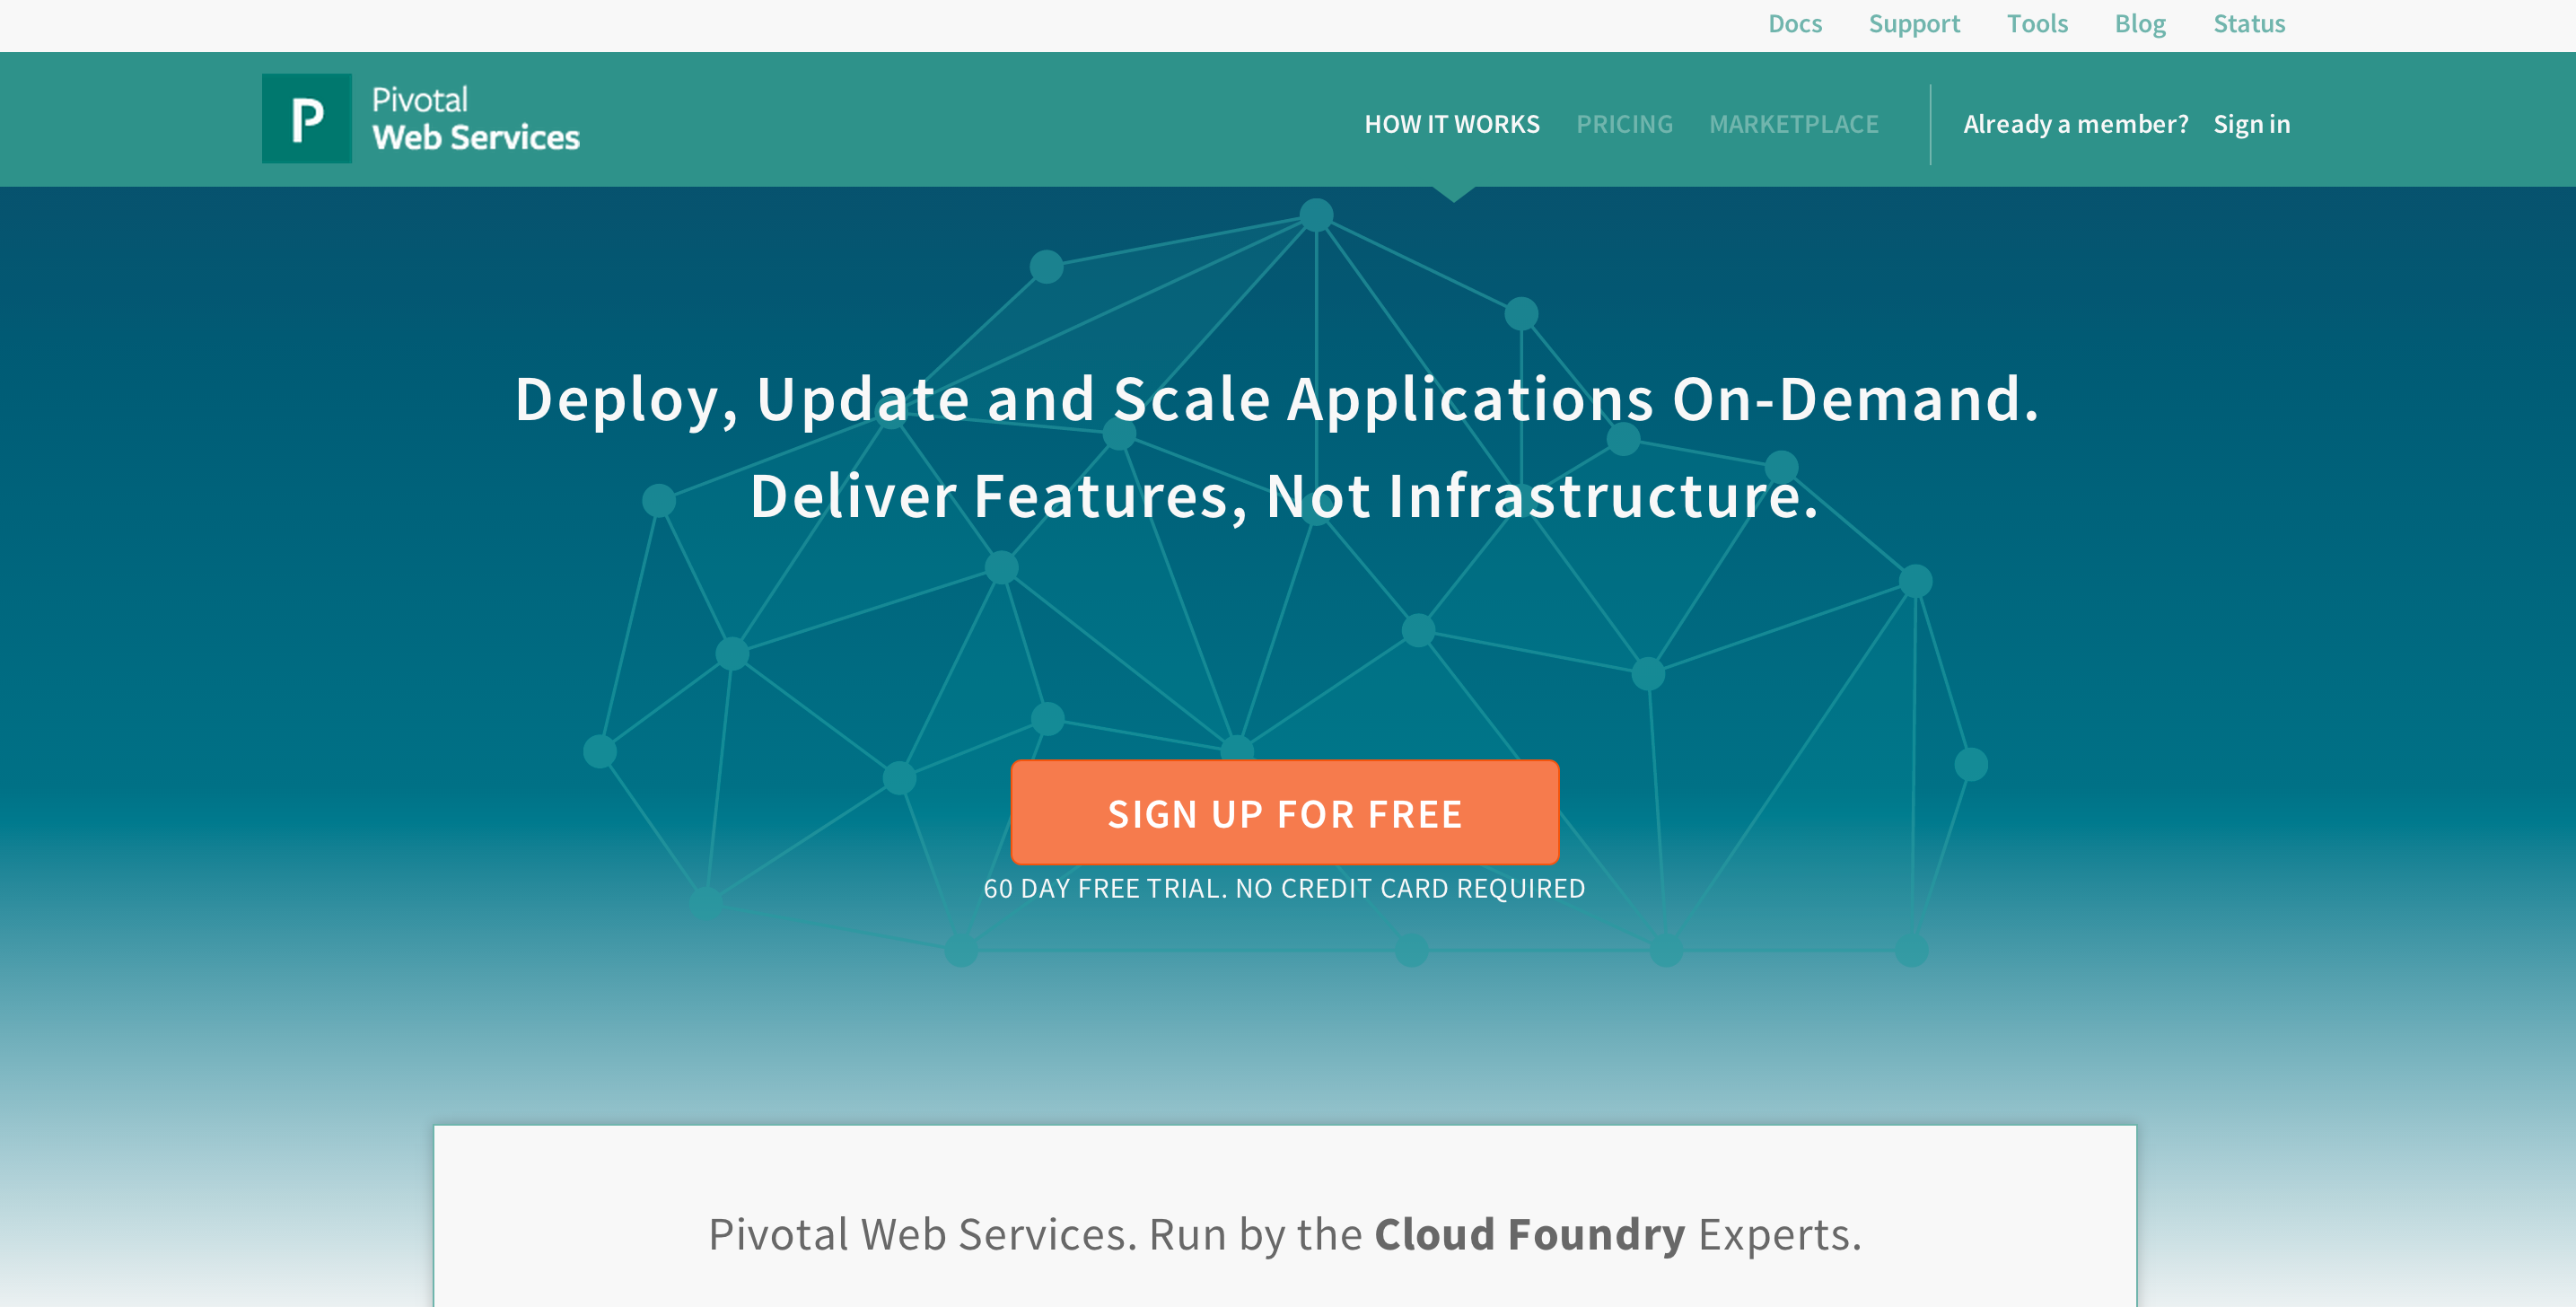 Docs Support Tools Blog Status
P
Pivotal
Web Services
HOW IT WORKS PRICING MARKETPLACE Already a member? Sign in
Deploy, Update and Scale Applications On-Demand.
Deliver Features, Not Infrastructure.
SIGN UP FOR FREE
60 DAY FREE TRIAL. NO CREDIT CARD REQUIRED
Pivotal Web Services. Run by the Cloud Foundry Experts.